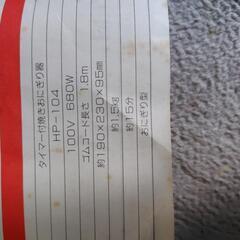 タイマー付焼きおにぎり器
HP-104
100V 680W
ゴムコード長さ 1.8m
約190×230×95㎜
約1.5kg
約15分
おにぎり型